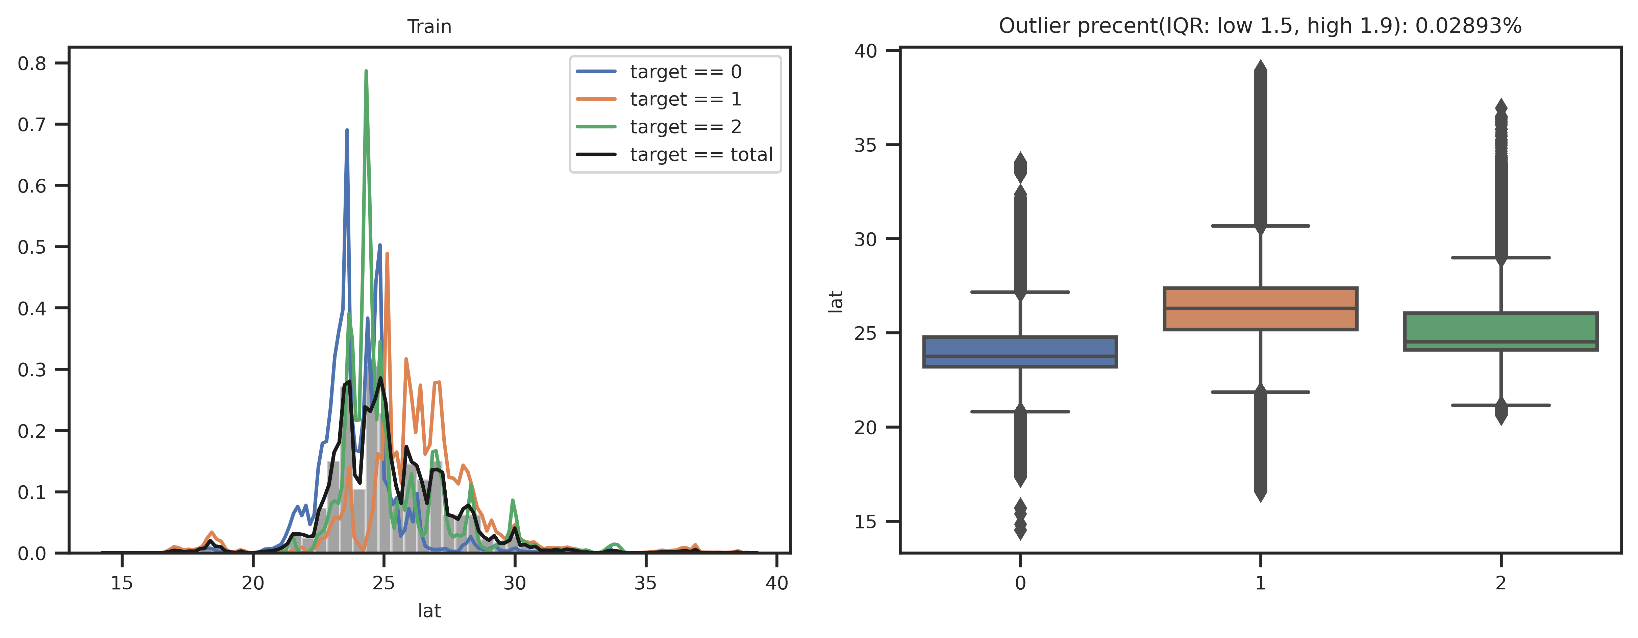 Train
0.8
0.7
0.6
0.5
0.4
0.3
0.2
0.1
0.0
15 20 25 30 35 40
lat
target == 0
target == 1
target == 2
target == total
Outlier precent(IQR: low 1.5, high 1.9): 0.02893%
40
35
30
25
20
15
lat
0 1 2